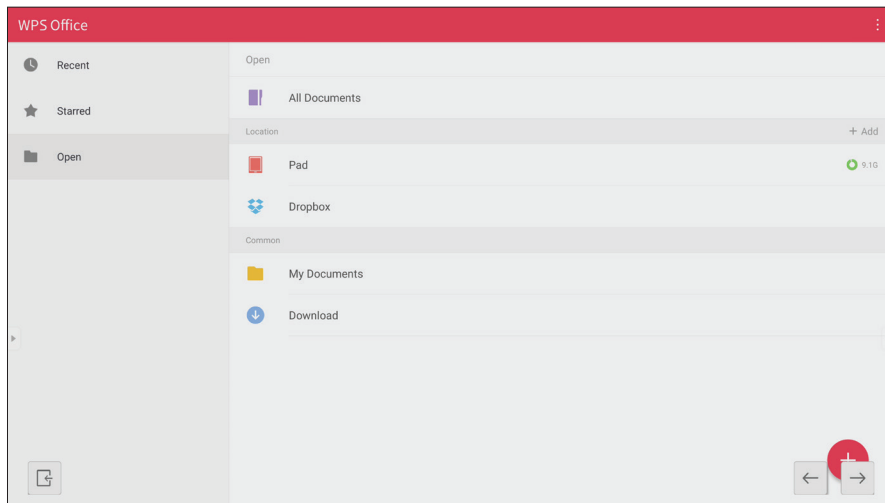 WPS Office
Recent
Starred
Open
Open
All Documents
Location
+ Add
Pad
9.1G
Dropbox
Common
My Documents
Download